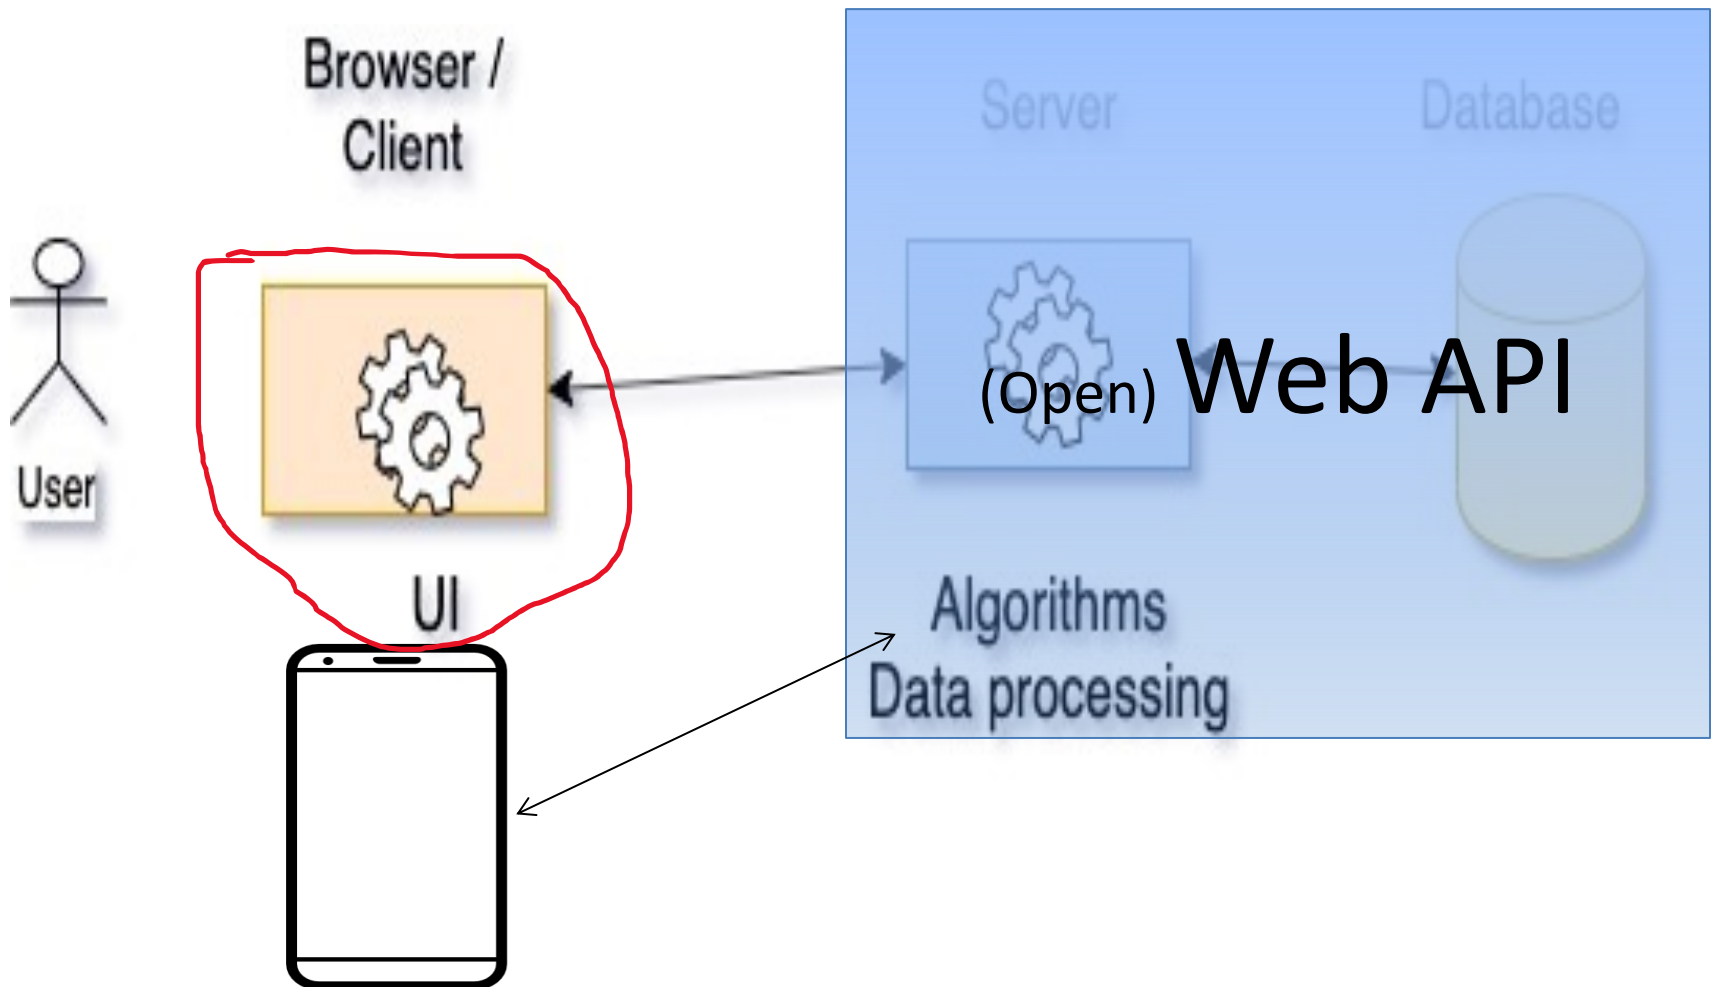 Browser /
Client
Server
Database
User
(Open) Web API
UI
Algorithms
Data processing